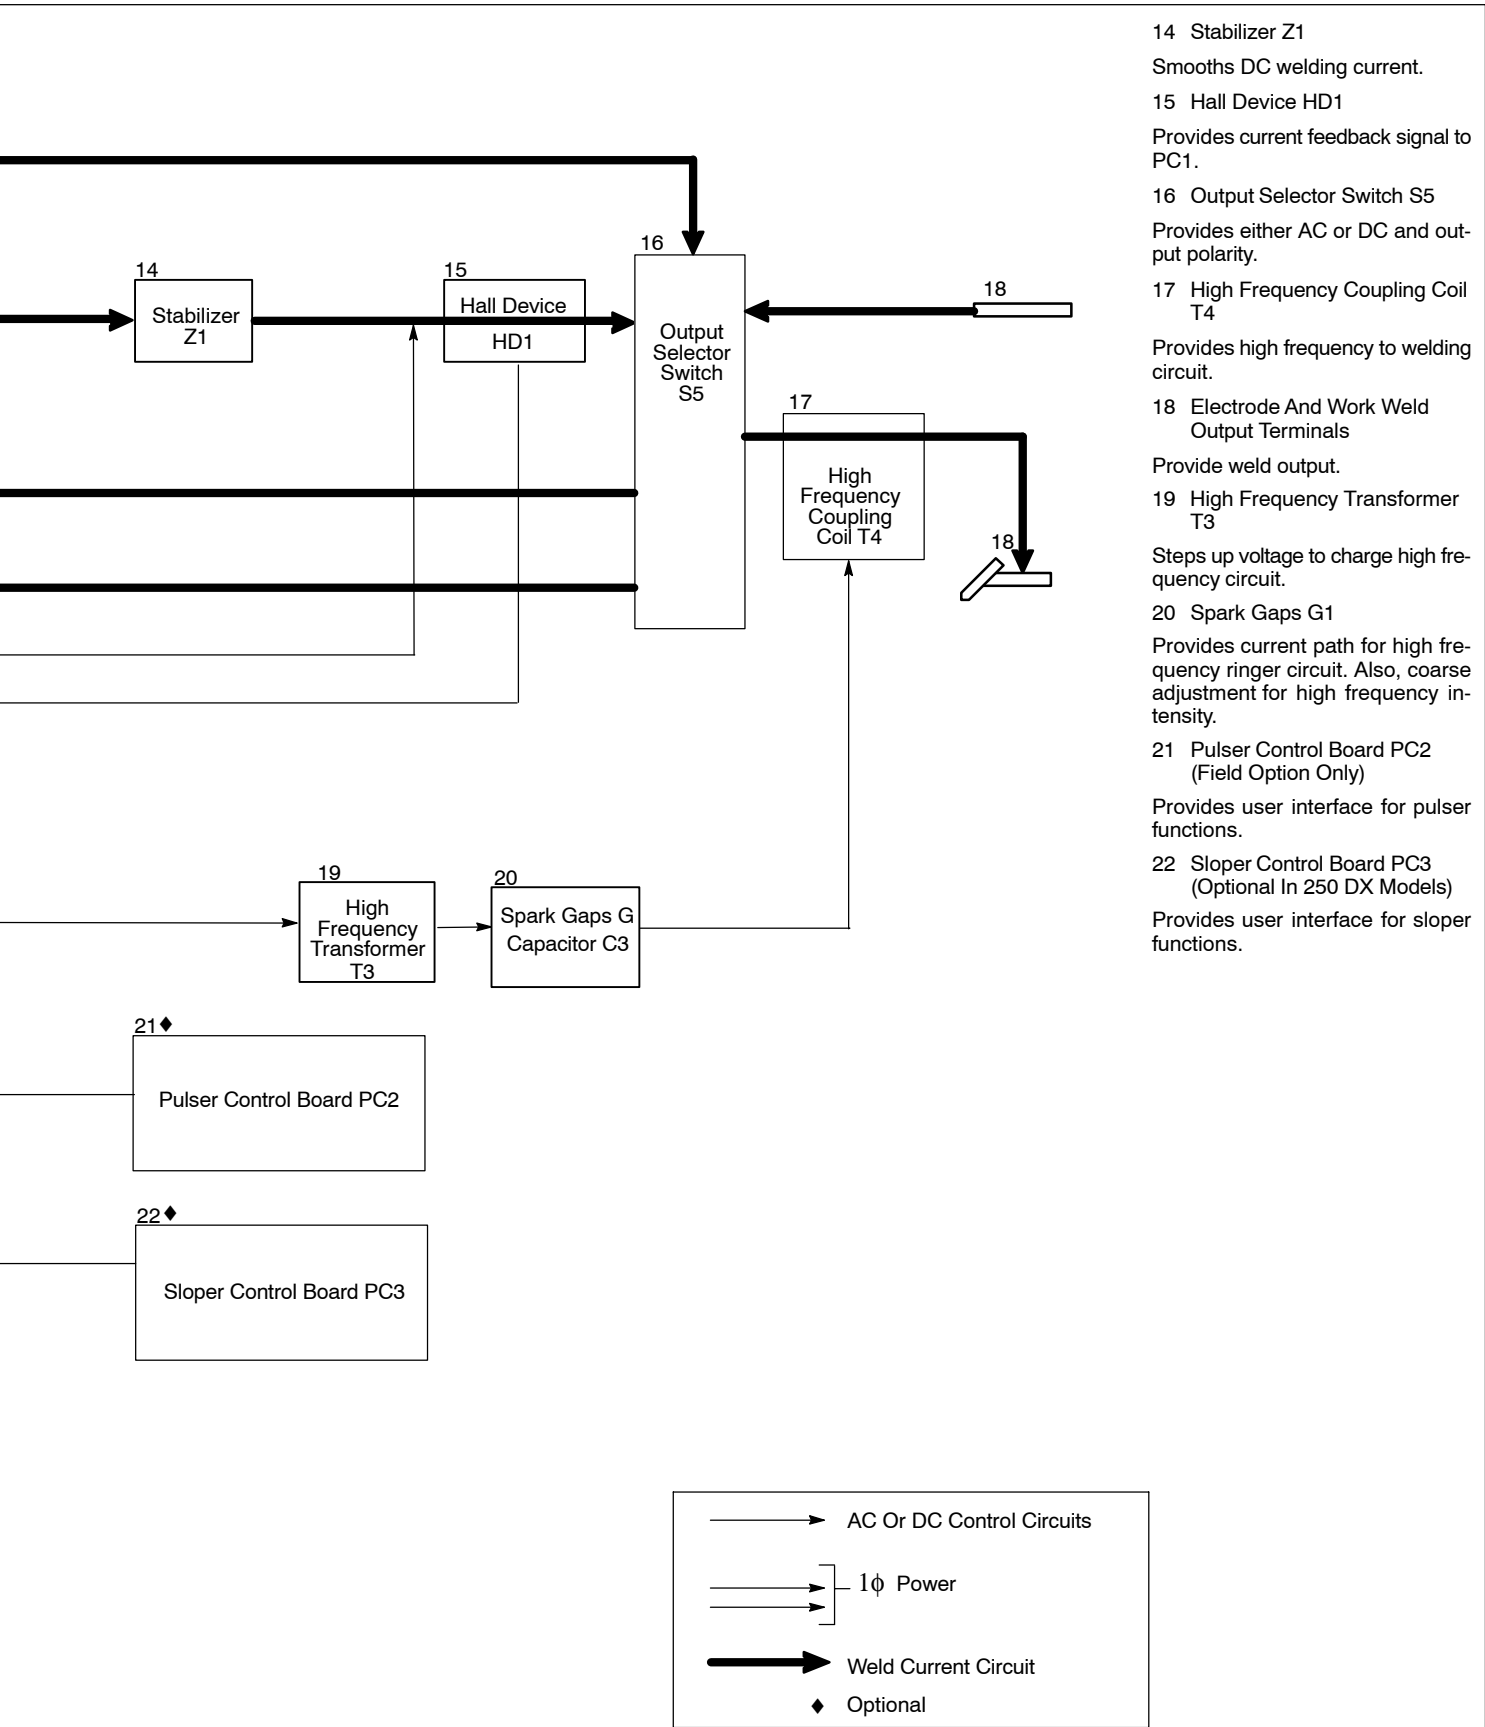 14 Stabilizer Z1
Smooths DC welding current.
15 Hall Device HD1
Provides current feedback signal to
PC1.
16 Output Selector Switch S5
Provides either AC or DC and out-
put polarity.
17 High Frequency Coupling Coil
T4
Provides high frequency to welding
circuit.
18 Electrode And Work Weld
Output Terminals
Provide weld output.
19 High Frequency Transformer
T3
Steps up voltage to charge high fre-
quency circuit.
20 Spark Gaps G1
Provides current path for high fre-
quency ringer circuit. Also, coarse
adjustment for high frequency in-
tensity.
21 Pulser Control Board PC2
(Field Option Only)
Provides user interface for pulser
functions.
22 Sloper Control Board PC3
(Optional In 250 DX Models)
Provides user interface for sloper
functions.
14
Stabilizer
Z1
15
Hall Device
HD1
16
Output
Selector
Switch
S5
18
17
High
Frequency
Coupling
Coil T4
18
19
High
Frequency
Transformer
T3
20
Spark Gaps G
Capacitor C3
21♦
Pulser Control Board PC2
22♦
Sloper Control Board PC3
AC Or DC Control Circuits
1ϕ Power
Weld Current Circuit
♦ Optional